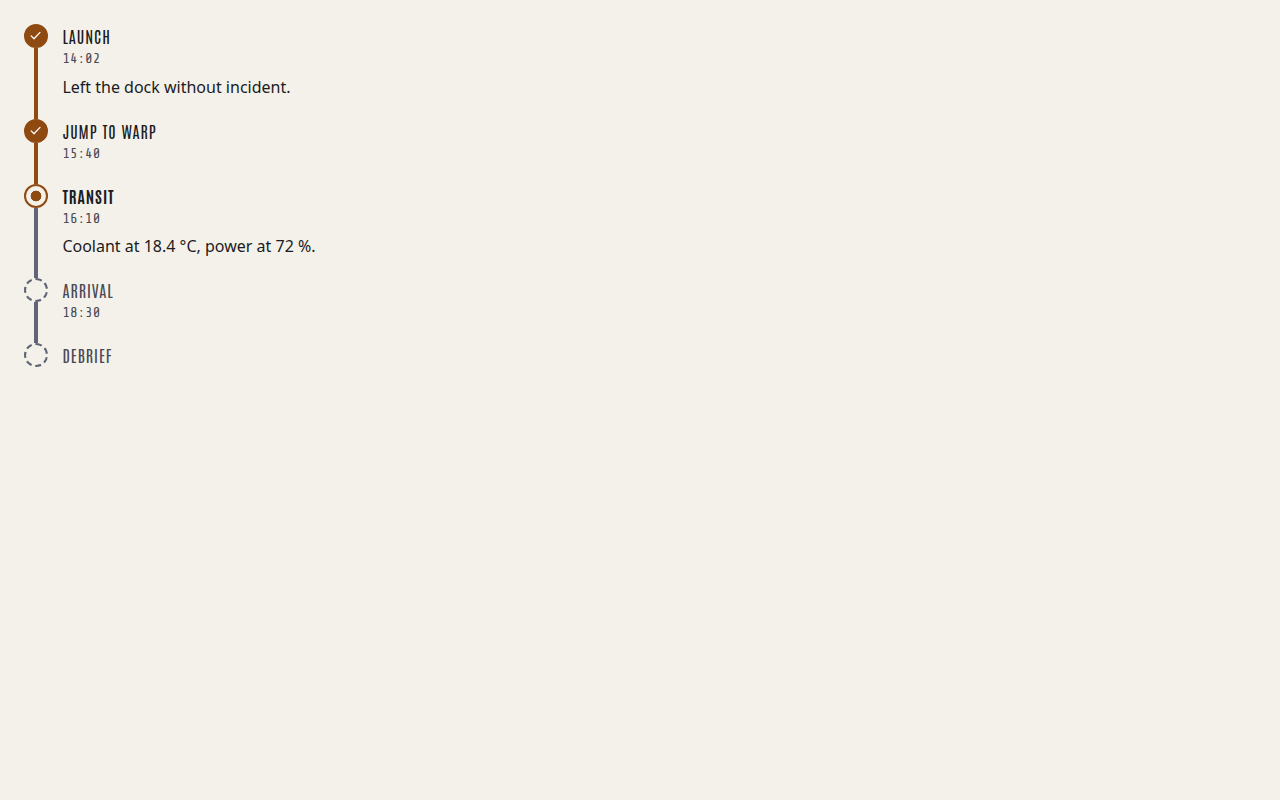 LAUNCH
14:02
Left the dock without incident.
JUMP TO WARP
15:40
TRANSIT
16:10
Coolant at 18.4 °C, power at 72 %.
ARRIVAL
18:30
DEBRIEF